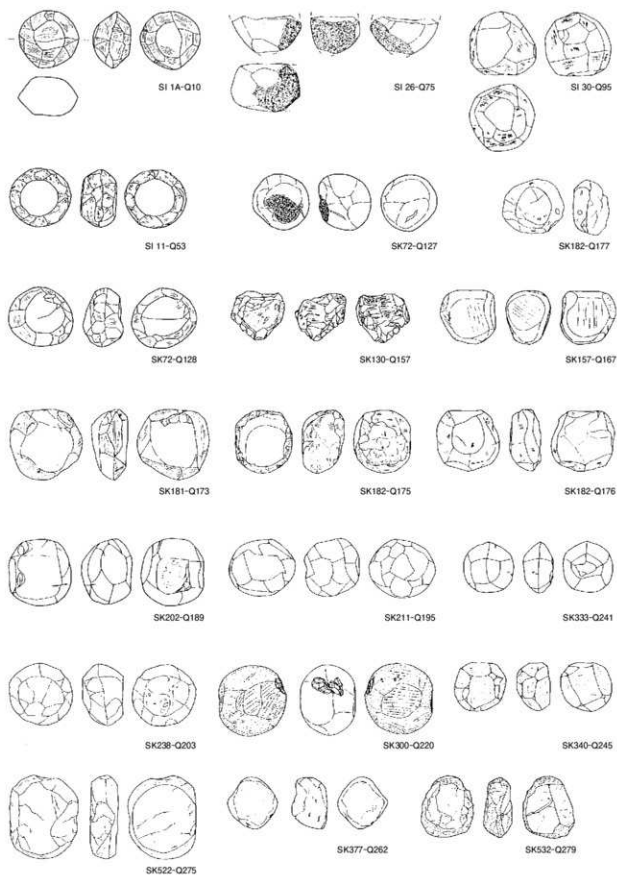 SI 1A-Q10
SI 26-Q75
SI 30-Q95
SI 11-Q53
SK72-Q127
SK182-Q177
SK72-Q128
SK130-Q157
SK157-Q167
SK181-Q173
SK182-Q175
SK182-Q176
SK202-Q189
SK211-Q195
SK333-Q241
SK238-Q203
SK300-Q220
SK340-Q245
SK522-Q275
SK377-Q262
SK532-Q279